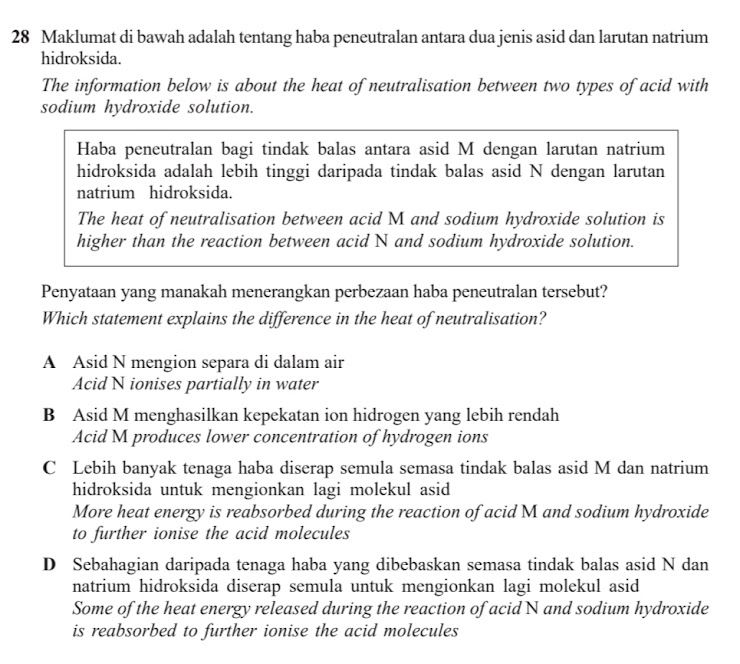 28 Maklumat di bawah adalah tentang haba peneutralan antara dua jenis asid dan larutan natrium
hidroksida.
The information below is about the heat of neutralisation between two types of acid with
sodium hydroxide solution.
Haba peneutralan bagi tindak balas antara asid M dengan larutan natrium
hidroksida adalah lebih tinggi daripada tindak balas asid N dengan larutan
natrium hidroksida.
The heat of neutralisation between acid M and sodium hydroxide solution is
higher than the reaction between acid N and sodium hydroxide solution.
Penyataan yang manakah menerangkan perbezaan haba peneutralan tersebut?
Which statement explains the difference in the heat of neutralisation?
A Asid N mengion separa di dalam air
Acid N ionises partially in water
B Asid M menghasilkan kepekatan ion hidrogen yang lebih rendah
Acid M produces lower concentration of hydrogen ions
C Lebih banyak tenaga haba diserap semula semasa tindak balas asid M dan natrium
hidroksida untuk mengionkan lagi molekul asid
More heat energy is reabsorbed during the reaction of acid M and sodium hydroxide
to further ionise the acid molecules
D Sebahagian daripada tenaga haba yang dibebaskan semasa tindak balas asid N dan
natrium hidroksida diserap semula untuk mengionkan lagi molekul asid
Some of the heat energy released during the reaction of acid N and sodium hydroxide
is reabsorbed to further ionise the acid molecules